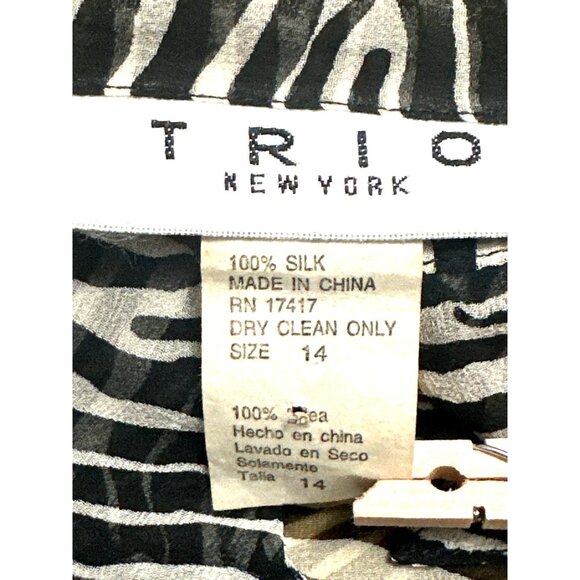 TRIO
NEW YORK
100% SILK
MADE IN CHINA
RN 17417
DRY CLEAN ONLY
SIZE 14
100%
Hecho en china
Lavado en Seco
Solamente
Talla 14